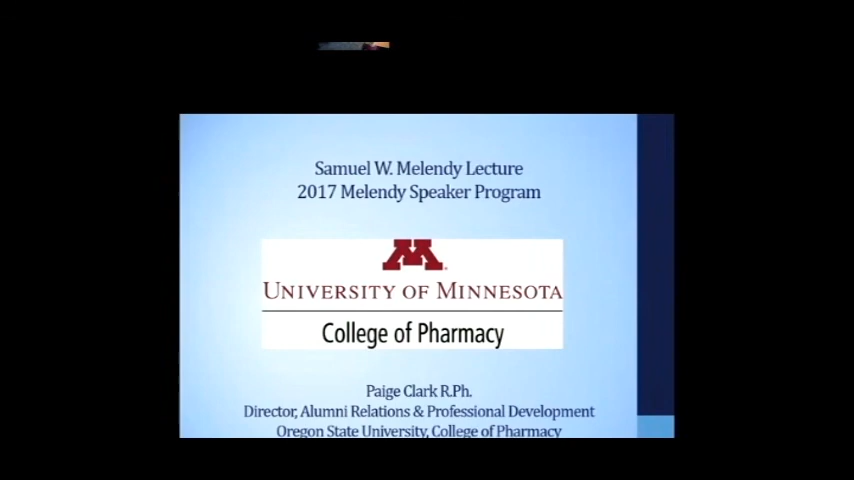 Samuel W. Melendy Lecture
2017 Melendy Speaker Program
M
UNIVERSITY OF MINNESOTA
College of Pharmacy
Paige Clark R.Ph.
Director, Alumni Relations & Professional Development
Oregon State University, College of Pharmacy